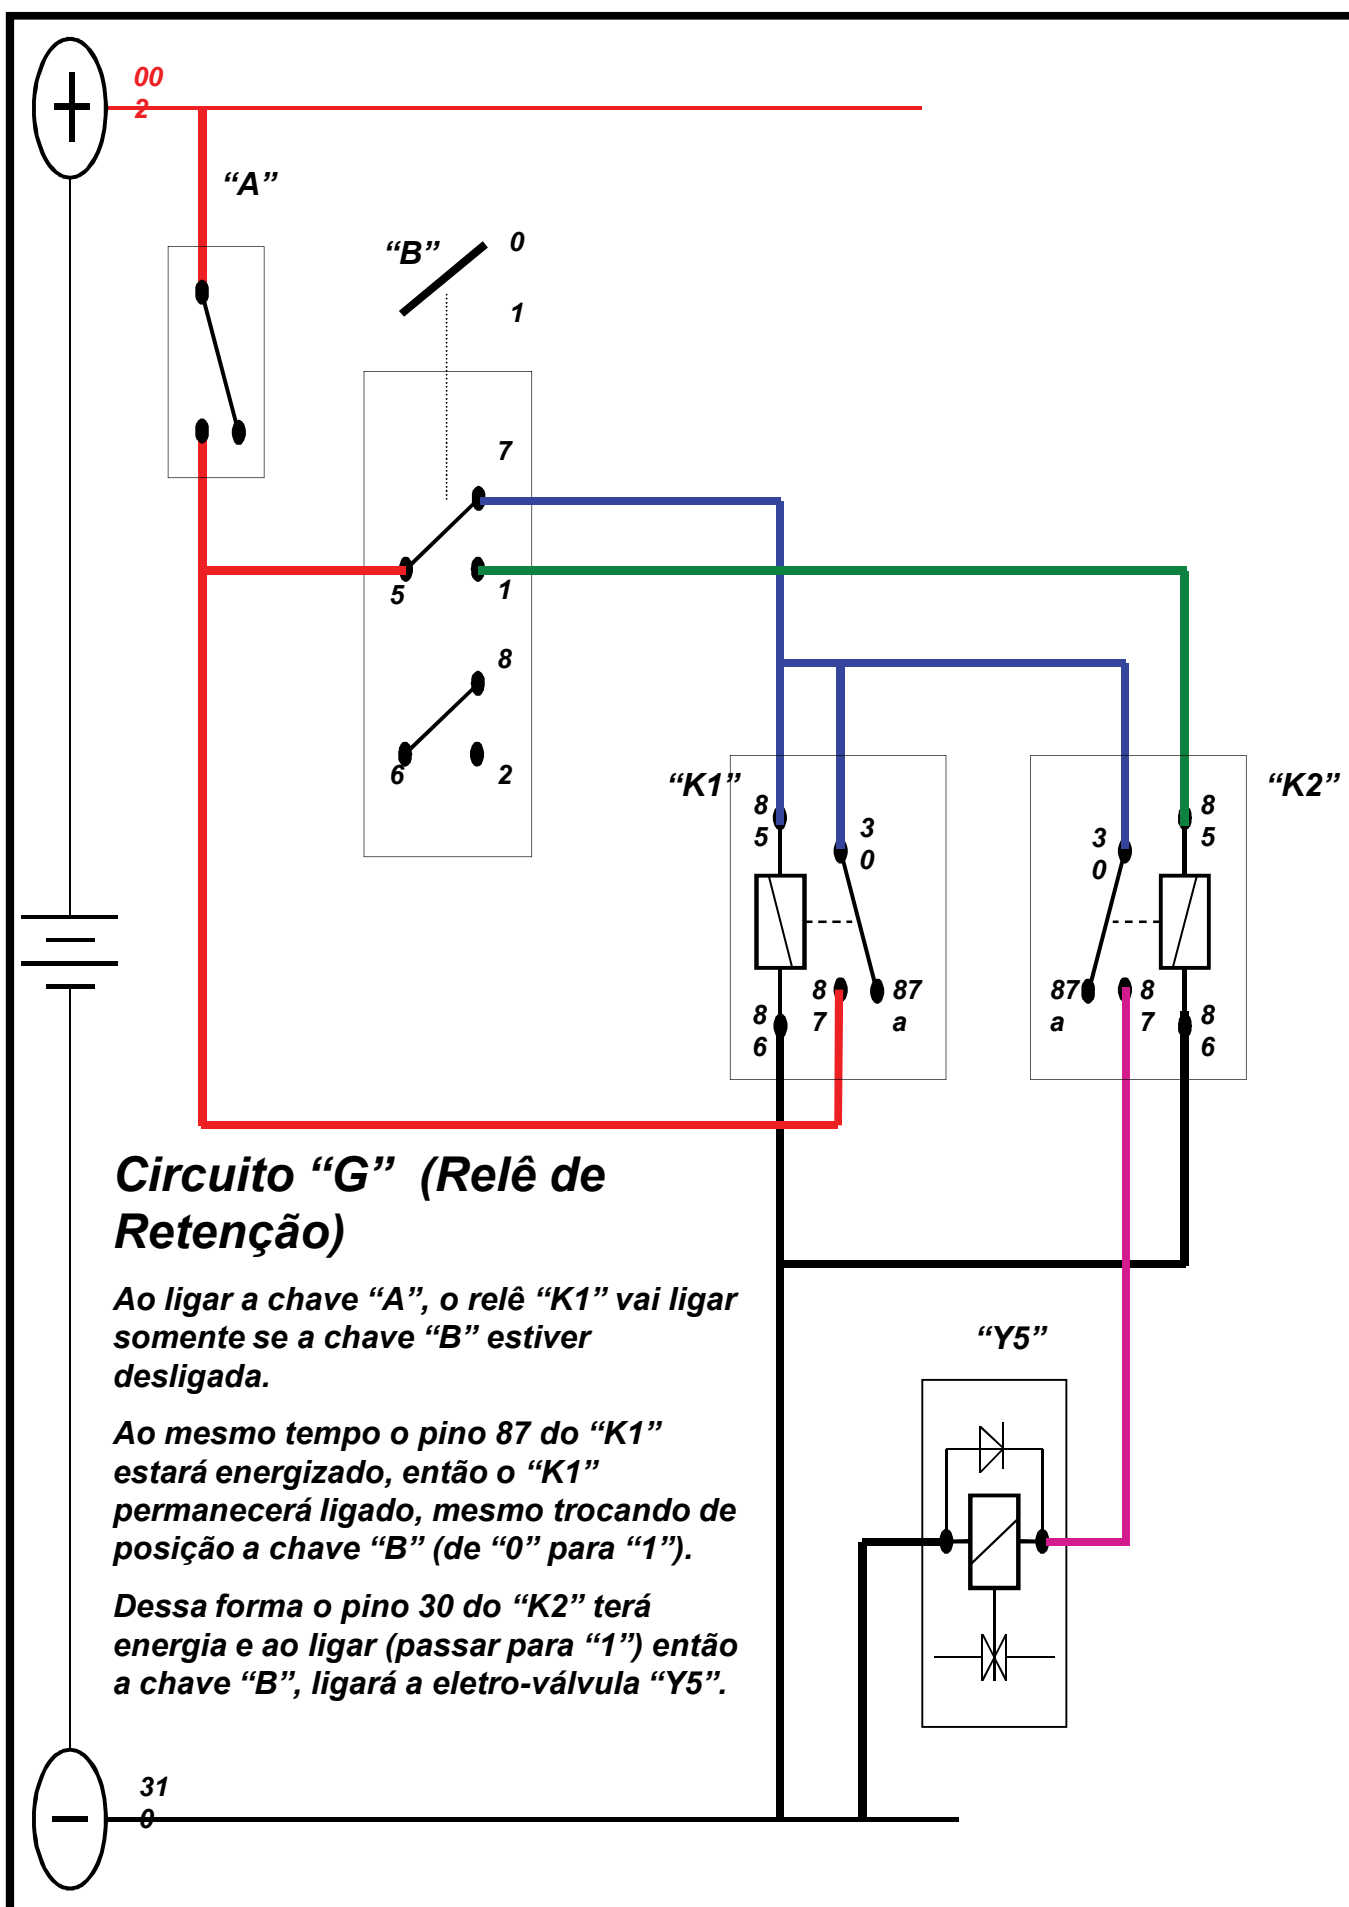 00
2
“A”
“B”
0
1
7
5
1
8
6
2
“K1”
8
5
3
0
3
0
8
5
“K2”
8
7
87
a
87
a
8
7
8
6
8
6
Circuito “G” (Relê de
Retenção)
Ao ligar a chave “A”, o relê “K1” vai ligar
somente se a chave “B” estiver
desligada.
Ao mesmo tempo o pino 87 do “K1”
estará energizado, então o “K1”
permanecerá ligado, mesmo trocando de
posição a chave “B” (de “0” para “1”).
Dessa forma o pino 30 do “K2” terá
energia e ao ligar (passar para “1”) então
a chave “B”, ligará a eletro-válvula “Y5”.
“Y5”
31
0